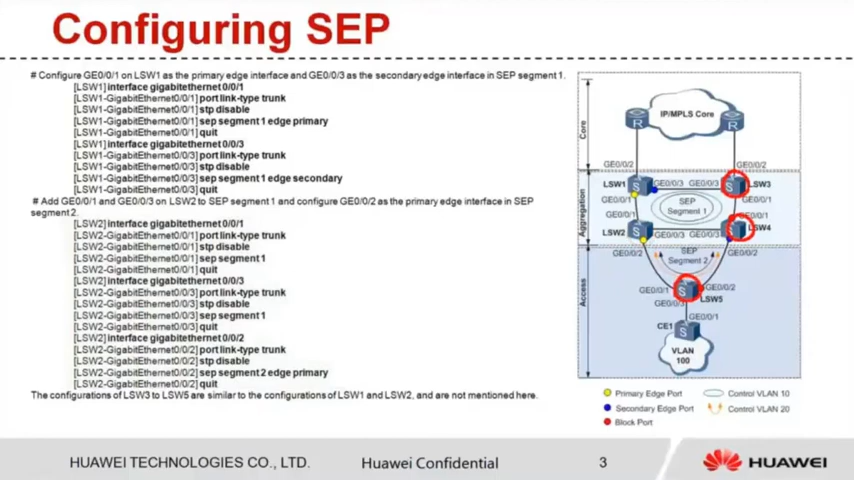 Configuring SEP
# Configure GE0/0/1 on LSW1 as the primary edge interface and GE0/0/3 as the secondary edge interface in SEP segment 1.
[LSW1] interface gigabitethernet 0/0/1
[LSW1-GigabitEthernet0/0/1] port link-type trunk
[LSW1-GigabitEthernet0/0/1] stp disable
[LSW1-GigabitEthernet0/0/1] sep segment 1 edge primary
[LSW1-GigabitEthernet0/0/1] quit
[LSW1] interface gigabitethernet 0/0/3
[LSW1-GigabitEthernet0/0/3] port link-type trunk
[LSW1-GigabitEthernet0/0/3] stp disable
[LSW1-GigabitEthernet0/0/3] sep segment 1 edge secondary
[LSW1-GigabitEthernet0/0/3] quit
# Add GE0/0/1 and GE0/0/3 on LSW2 to SEP segment 1 and configure GE0/0/2 as the primary edge interface in SEP
segment 2.
[LSW2] interface gigabitethernet 0/0/1
[LSW2-GigabitEthernet0/0/1] port link-type trunk
[LSW2-GigabitEthernet0/0/1] stp disable
[LSW2-GigabitEthernet0/0/1] sep segment 1
[LSW2-GigabitEthernet0/0/1] quit
[LSW2] interface gigabitethernet 0/0/3
[LSW2-GigabitEthernet0/0/3] port link-type trunk
[LSW2-GigabitEthernet0/0/3] stp disable
[LSW2-GigabitEthernet0/0/3] sep segment 1
[LSW2-GigabitEthernet0/0/3] quit
[LSW2] interface gigabitethernet 0/0/2
[LSW2-GigabitEthernet0/0/2] port link-type trunk
[LSW2-GigabitEthernet0/0/2] stp disable
[LSW2-GigabitEthernet0/0/2] sep segment 2 edge primary
[LSW2-GigabitEthernet0/0/2] quit
The configurations of LSW3 to LSW5 are similar to the configurations of LSW1 and LSW2, and are not mentioned here.
Core
IP/MPLS Core
R R
GE0/0/2 GE0/0/2
Aggregation
LSW1 S GE0/0/3 GE0/0/3 S LSW3
GE0/0/1 GE0/0/1
SEP
Segment 1
GE0/0/1 GE0/0/1
LSW2 S GE0/0/3 GE0/0/3 S LSW4
GE0/0/2 GE0/0/2
SEP
Segment 2
Access
GE0/0/1 S GE0/0/2
GE0/0/3 LSW5
GE0/0/1
CE1 S
VLAN
100
Primary Edge Port
Control VLAN 10
Secondary Edge Port
Control VLAN 20
Block Port
HUAWEI TECHNOLOGIES CO., LTD.
Huawei Confidential
3
HUAWEI